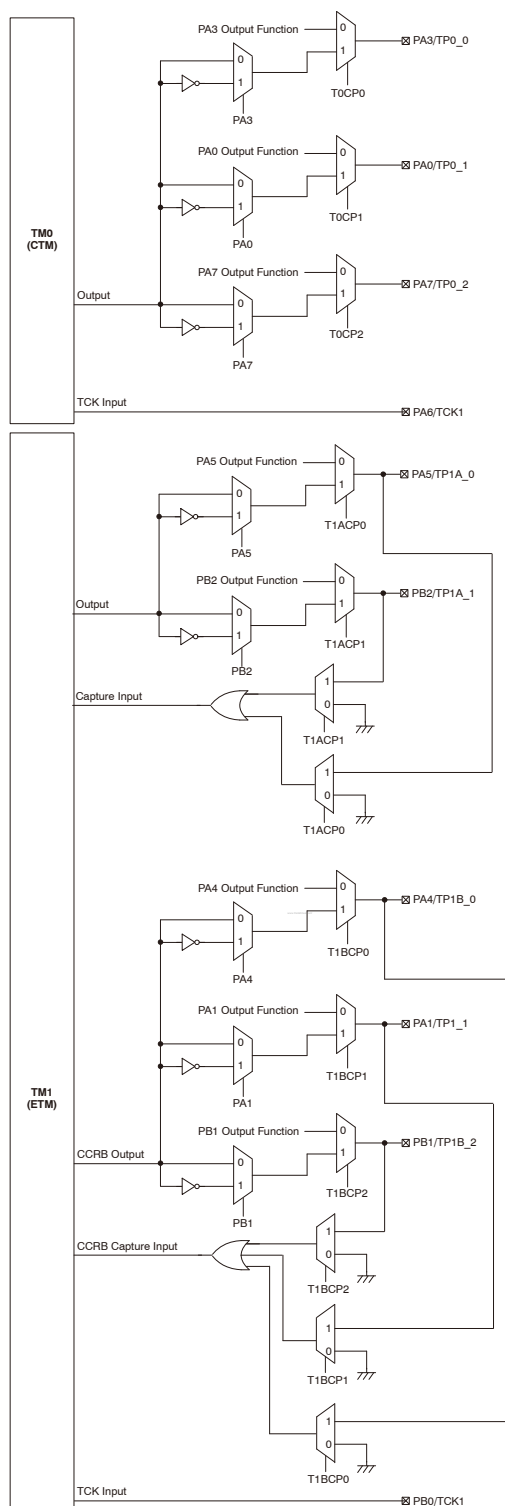 PA3 Output Function
0
0
1
1
PA3/TP0_0
T0CP0
PA3
PA0 Output Function
0
0
1
1
PA0/TP0_1
T0CP1
PA0
TM0
(CTM)
PA7 Output Function
0
0
1
1
PA7/TP0_2
Output
T0CP2
PA7
TCK Input
PA6/TCK1
PA5 Output Function
0
0
1
1
PA5/TP1A_0
T1ACP0
PA5
PB2 Output Function
0
0
1
1
PB2/TP1A_1
Output
T1ACP1
PB2
Capture Input
1
0
T1ACP1
1
0
T1ACP0
PA4 Output Function
0
0
1
1
PA4/TP1B_0
T1BCP0
PA4
PA1 Output Function
0
0
1
1
PA1/TP1_1
T1BCP1
PA1
TM1
(ETM)
PB1 Output Function
0
0
1
1
PB1/TP1B_2
CCRB Output
T1BCP2
PB1
CCRB Capture Input
1
0
T1BCP2
1
0
T1BCP1
1
0
T1BCP0
TCK Input
PB0/TCK1